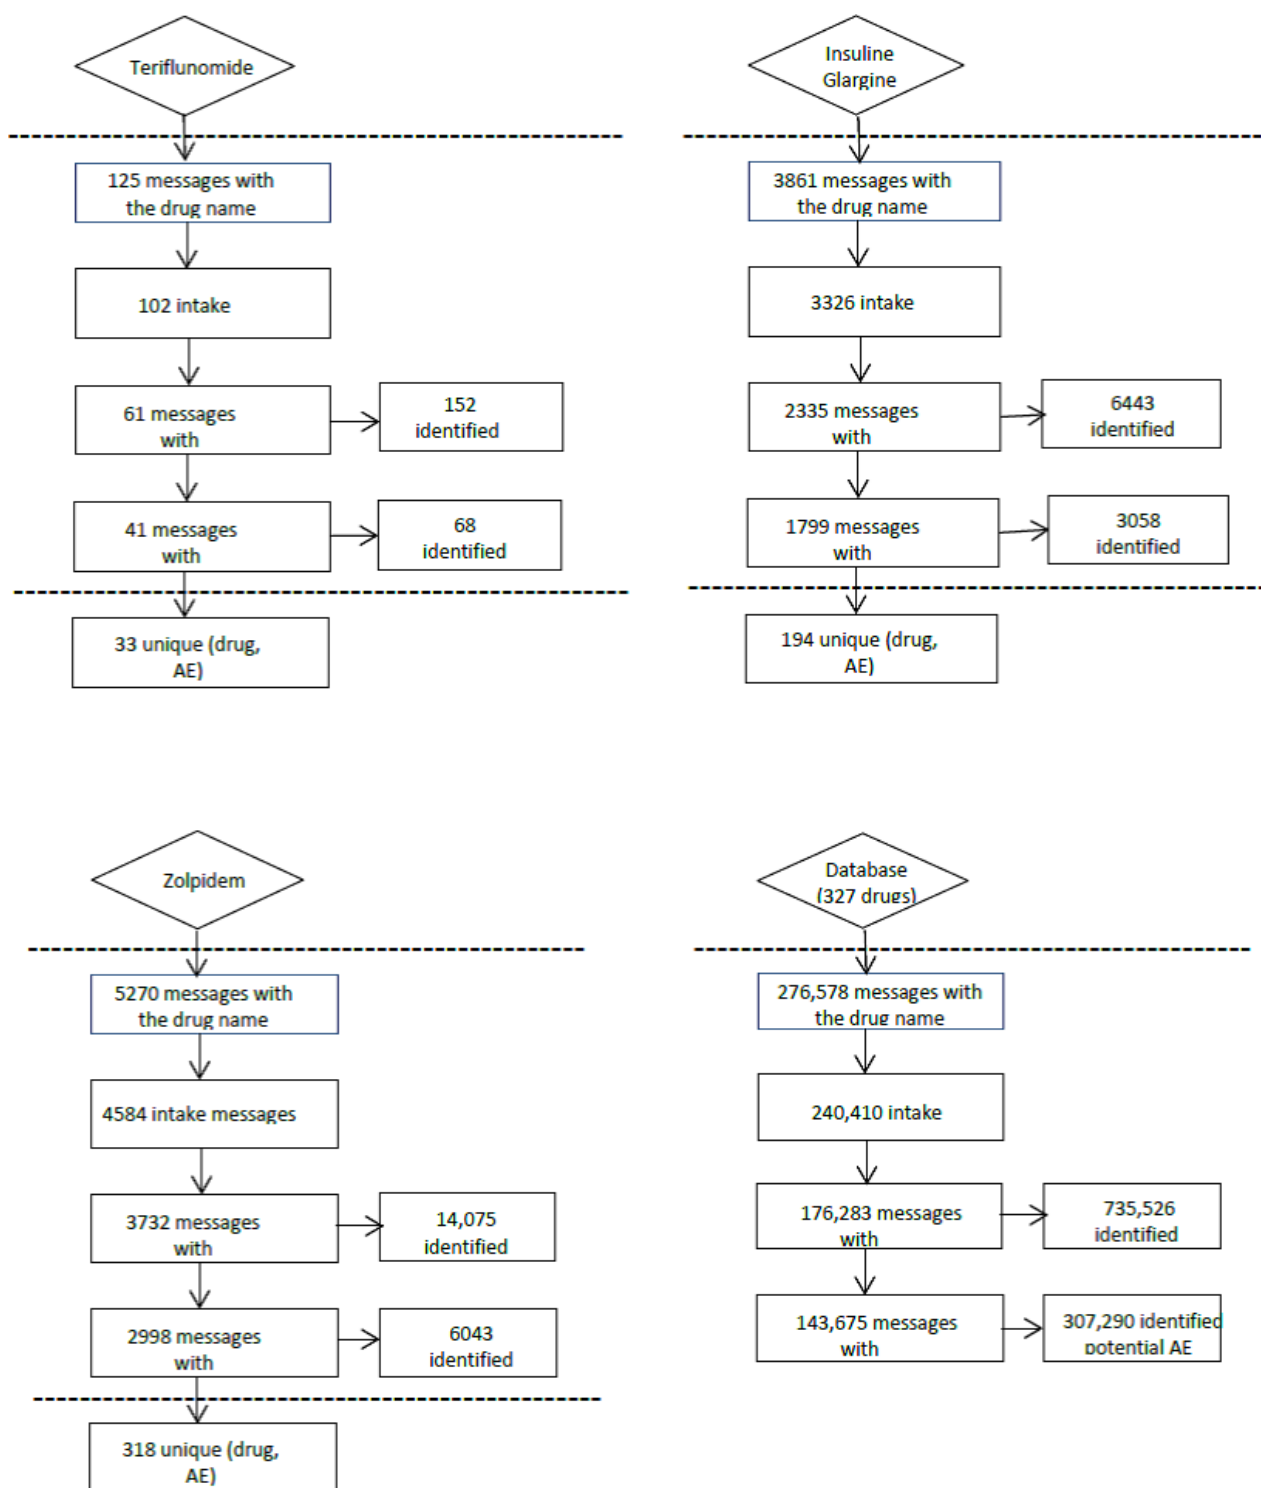 Teriflunomide
125 messages with
the drug name
102 intake
61 messages
with
152
identified
41 messages
with
68
identified
33 unique (drug,
AE)
Insuline
Glargine
3861 messages with
the drug name
3326 intake
2335 messages
with
6443
identified
1799 messages
with
3058
identified
194 unique (drug,
AE)
Zolpidem
5270 messages with
the drug name
4584 intake messages
3732 messages
with
14,075
identified
2998 messages
with
6043
identified
318 unique (drug,
AE)
Database
(327 drugs)
276,578 messages with
the drug name
240,410 intake
176,283 messages
with
735,526
identified
143,675 messages
with
307,290 identified
potential AE